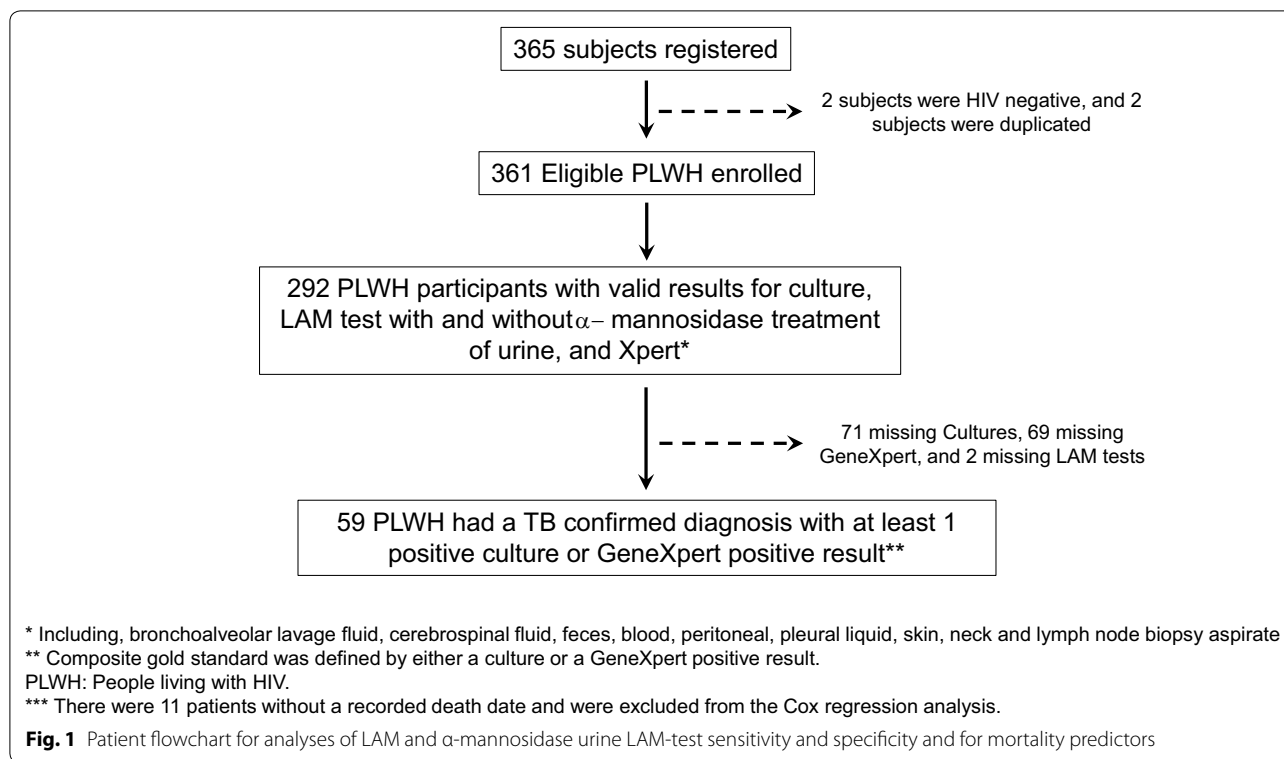 365 subjects registered
2 subjects were HIV negative, and 2
subjects were duplicated
361 Eligible PLWH enrolled
292 PLWH participants with valid results for culture,
LAM test with and without α− mannosidase treatment
of urine, and Xpert*
71 missing Cultures, 69 missing
GeneXpert, and 2 missing LAM tests
59 PLWH had a TB confirmed diagnosis with at least 1
positive culture or GeneXpert positive result**
* Including, bronchoalveolar lavage fluid, cerebrospinal fluid, feces, blood, peritoneal, pleural liquid, skin, neck and lymph node biopsy aspirate
** Composite gold standard was defined by either a culture or a GeneXpert positive result.
PLWH: People living with HIV.
*** There were 11 patients without a recorded death date and were excluded from the Cox regression analysis.
Fig. 1 Patient flowchart for analyses of LAM and α-mannosidase urine LAM-test sensitivity and specificity and for mortality predictors